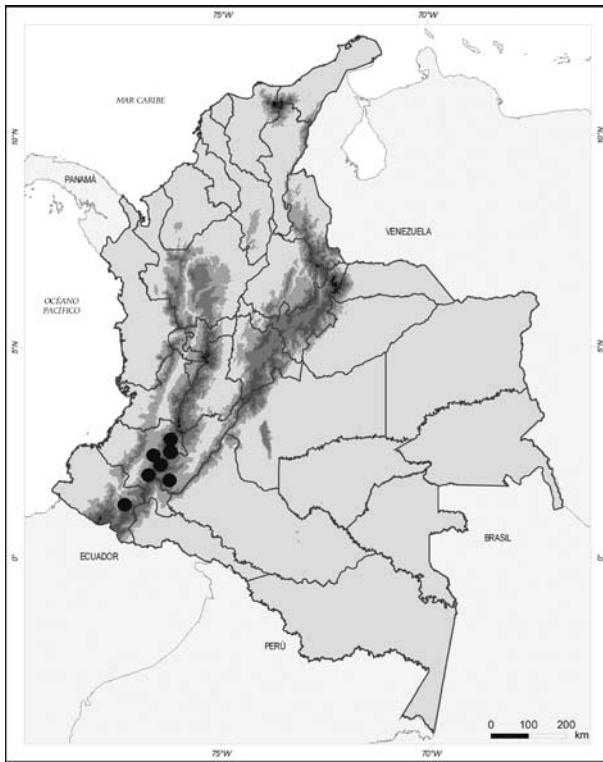 75°W
70°W
MAR CARIBE
10°N
10°N
PANAMÁ
VENEZUELA
OCÉANO
PACÍFICO
5°N
5°N
ECUADOR
BRASIL
0°
0°
PERÚ
0 100 200
km
75°W
70°W